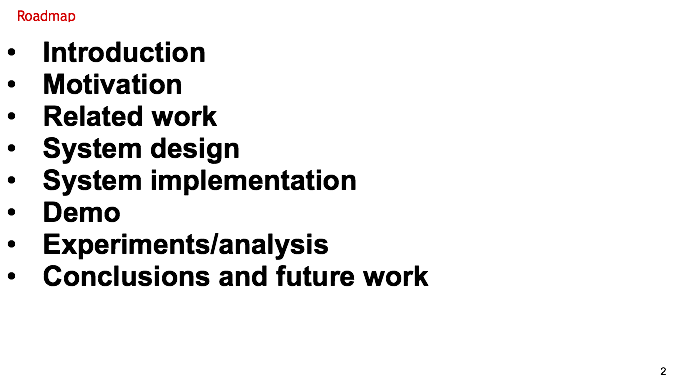 Roadmap
• Introduction
• Motivation
• Related work
• System design
• System implementation
• Demo
• Experiments/analysis
• Conclusions and future work
2